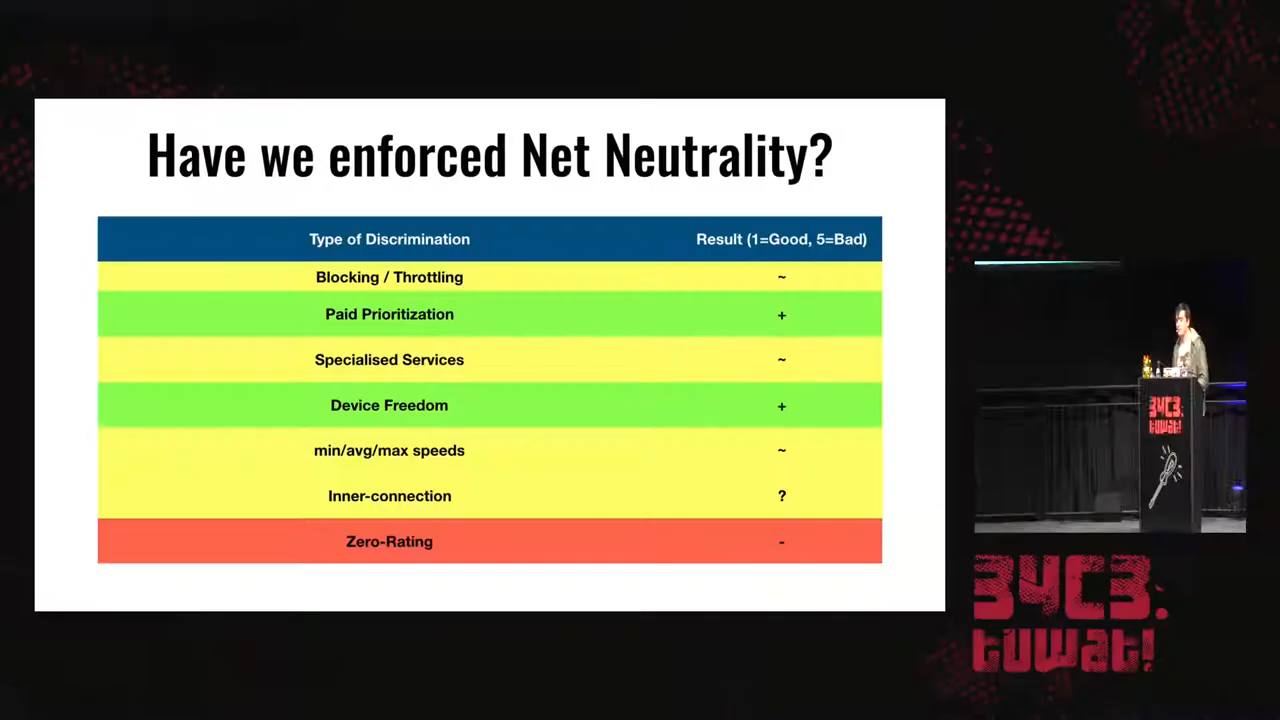 Have we enforced Net Neutrality?
Type of Discrimination Result (1=Good, 5=Bad)
Blocking / Throttling ~
Paid Prioritization +
Specialised Services ~
Device Freedom +
min/avg/max speeds ~
Inner-connection ?
Zero-Rating -
34C3.
tuwat!
34C3.
tuwat!